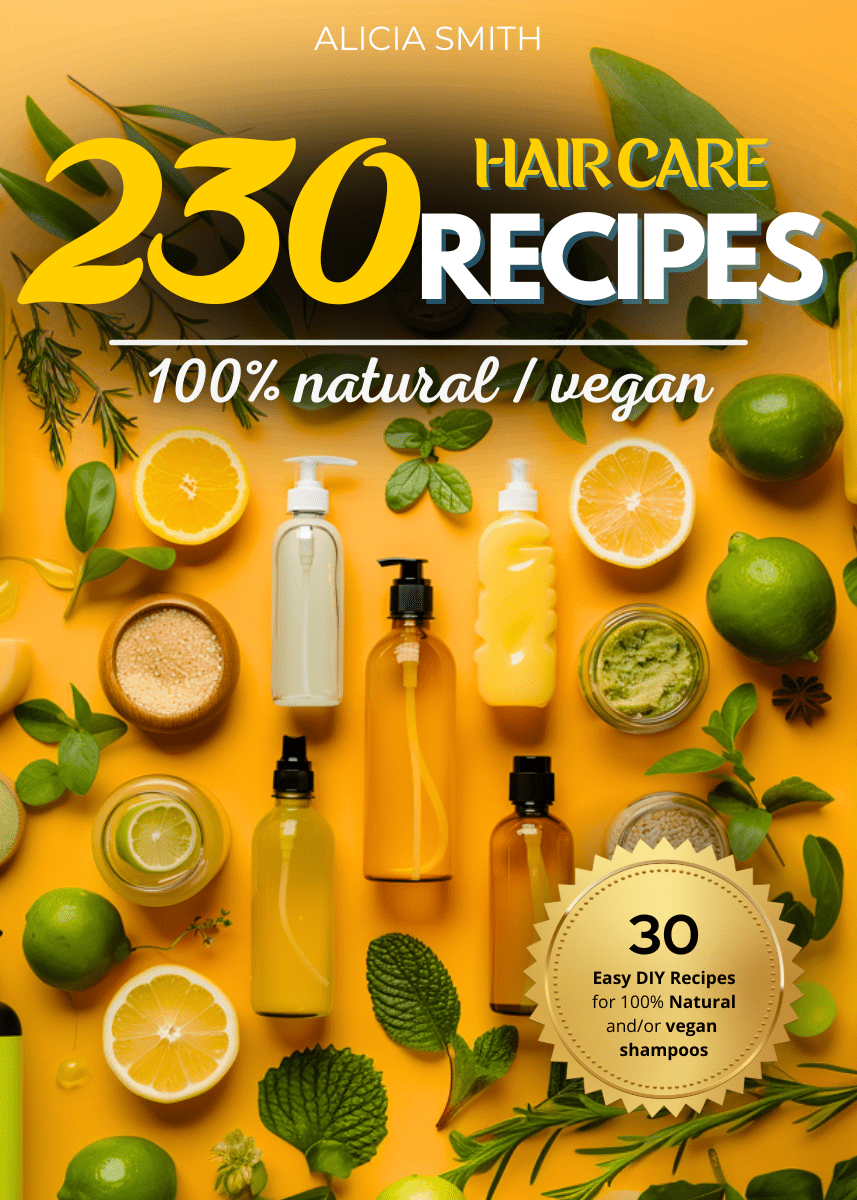 ALICIA SMITH
230 HAIR CARE
RECIPES
100% natural / vegan
30
Easy DIY Recipes
for 100% Natural
and/or vegan
shampoos